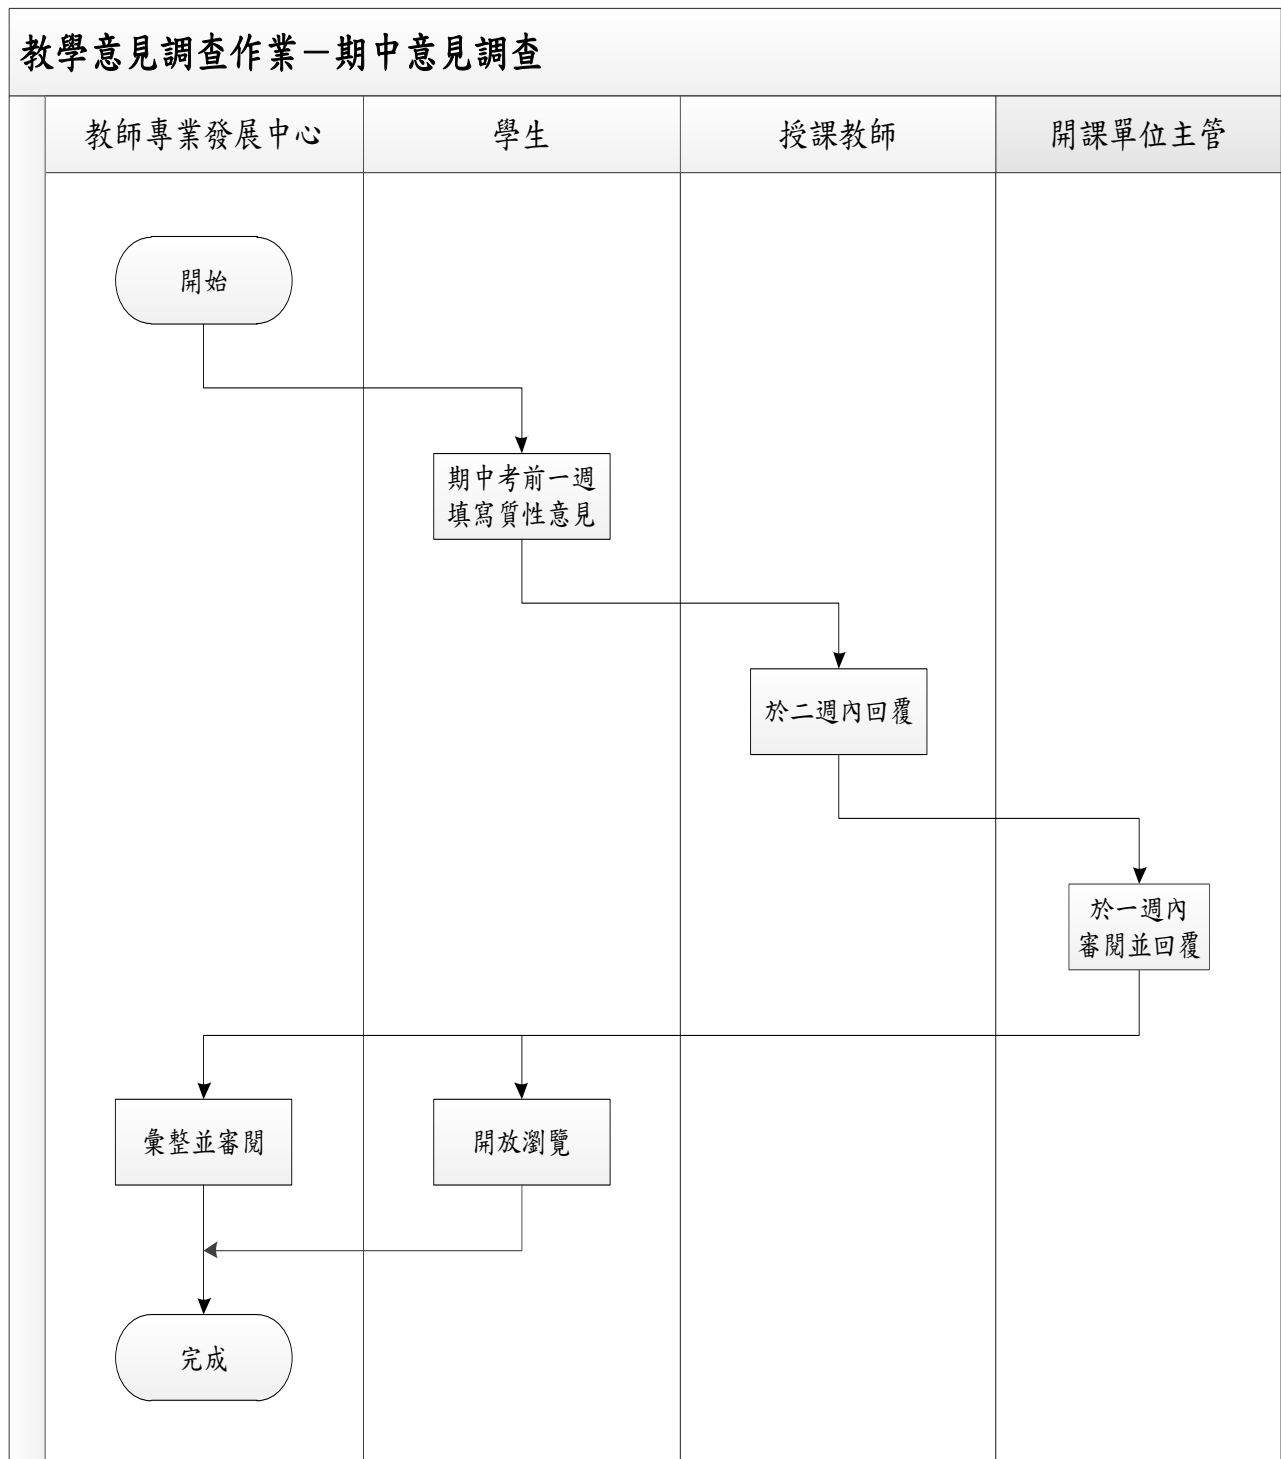 教學意見調查作業－期中意見調查
教師專業發展中心
學生
授課教師
開課單位主管
開始
期中考前一週
填寫質性意見
於二週內回覆
於一週內
審閱並回覆
彙整並審閱
開放瀏覽
完成